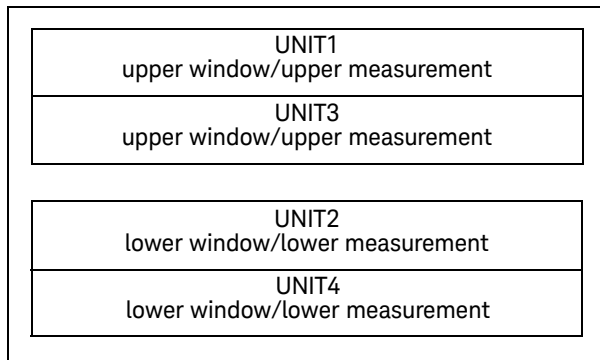 UNIT1
upper window/upper measurement
UNIT3
upper window/upper measurement
UNIT2
lower window/lower measurement
UNIT4
lower window/lower measurement